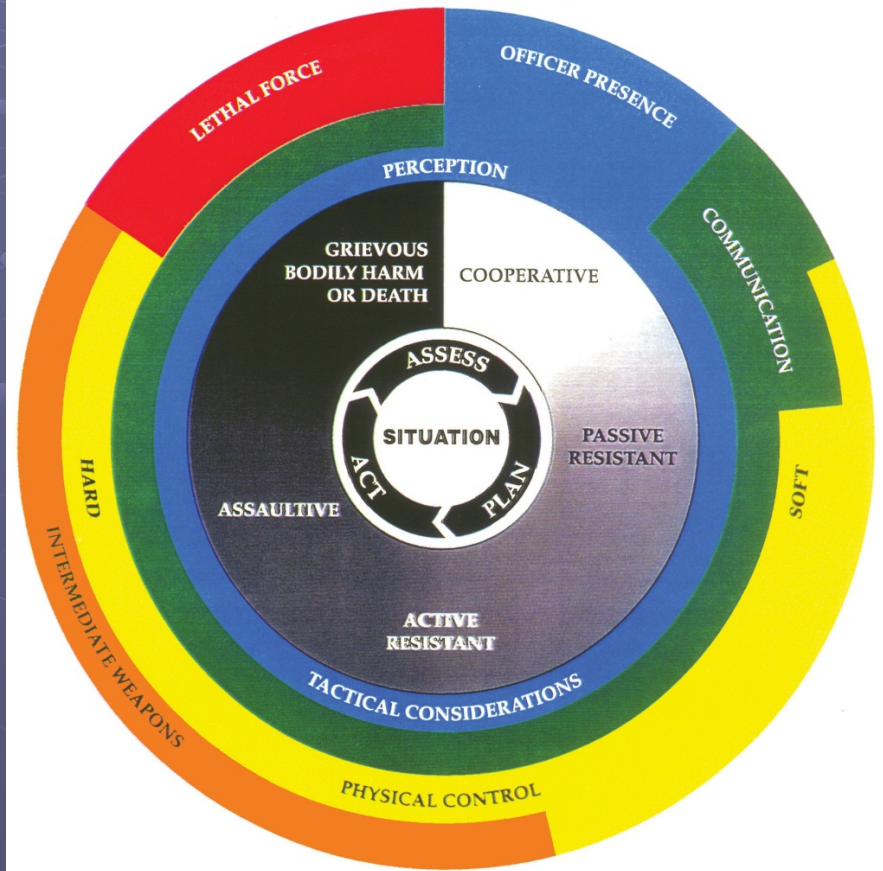 LETHAL FORCE
OFFICER PRESENCE
PERCEPTION
COMMUNICATION
GRIEVOUS
BODILY HARM
OR DEATH
COOPERATIVE
ASSESS
SITUATION
ACT
PLAN
PASSIVE
RESISTANT
ASSAULTIVE
HARD
SOFT
ACTIVE
RESISTANT
INTERMEDIATE WEAPONS
TACTICAL CONSIDERATIONS
PHYSICAL CONTROL